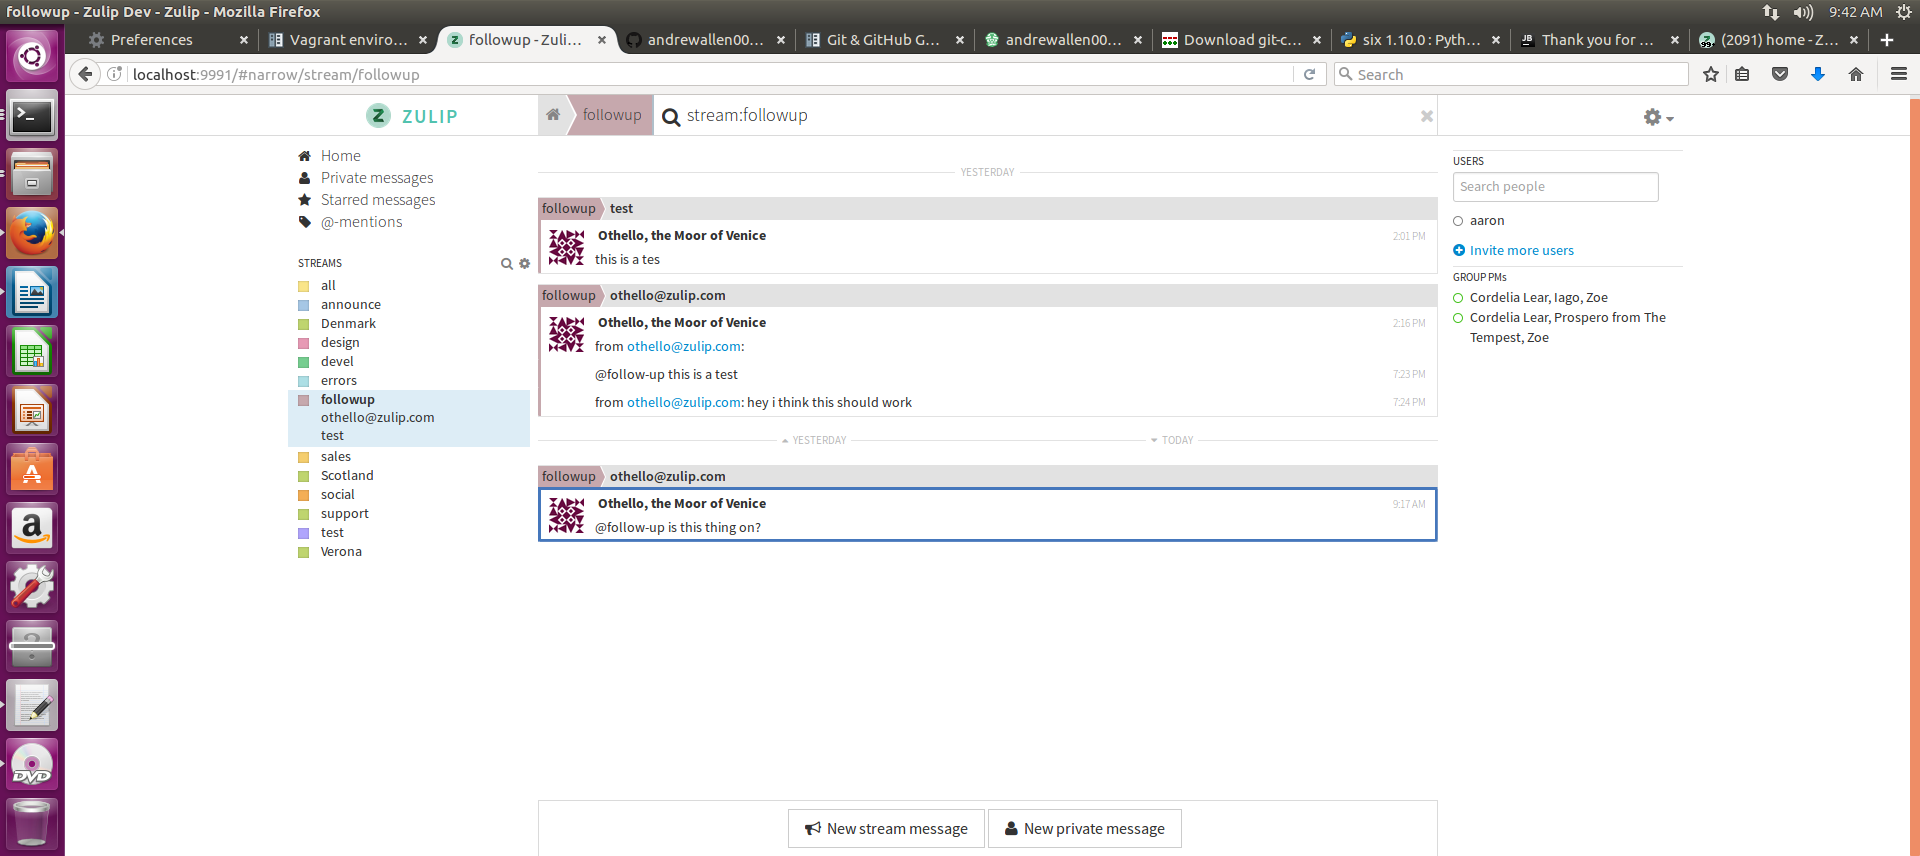 followup - Zulip Dev - Zulip - Mozilla Firefox
9:42 AM
Preferences
Vagrant enviro...
followup - Zuli...
andrewallen00...
Git & GitHub G...
andrewallen00...
Download git-c...
six 1.10.0 : Pyth...
Thank you for ...
(2091) home - Z...
localhost:9991/#narrow/stream/followup
Search
ZULIP
followup
stream:followup
Home
Private messages
Starred messages
@-mentions
STREAMS
all
announce
Denmark
design
devel
errors
followup
othello@zulip.com
test
sales
Scotland
social
support
test
Verona
YESTERDAY
followup test
Othello, the Moor of Venice 2:01 PM
this is a tes
followup othello@zulip.com
Othello, the Moor of Venice 2:16 PM
from othello@zulip.com:
@follow-up this is a test 7:23 PM
from othello@zulip.com: hey i think this should work 7:24 PM
YESTERDAY TODAY
followup othello@zulip.com
Othello, the Moor of Venice 9:17 AM
@follow-up is this thing on?
New stream message
New private message
USERS
Search people
aaron
Invite more users
GROUP PMs
Cordelia Lear, Iago, Zoe
Cordelia Lear, Prospero from The
Tempest, Zoe
DVD